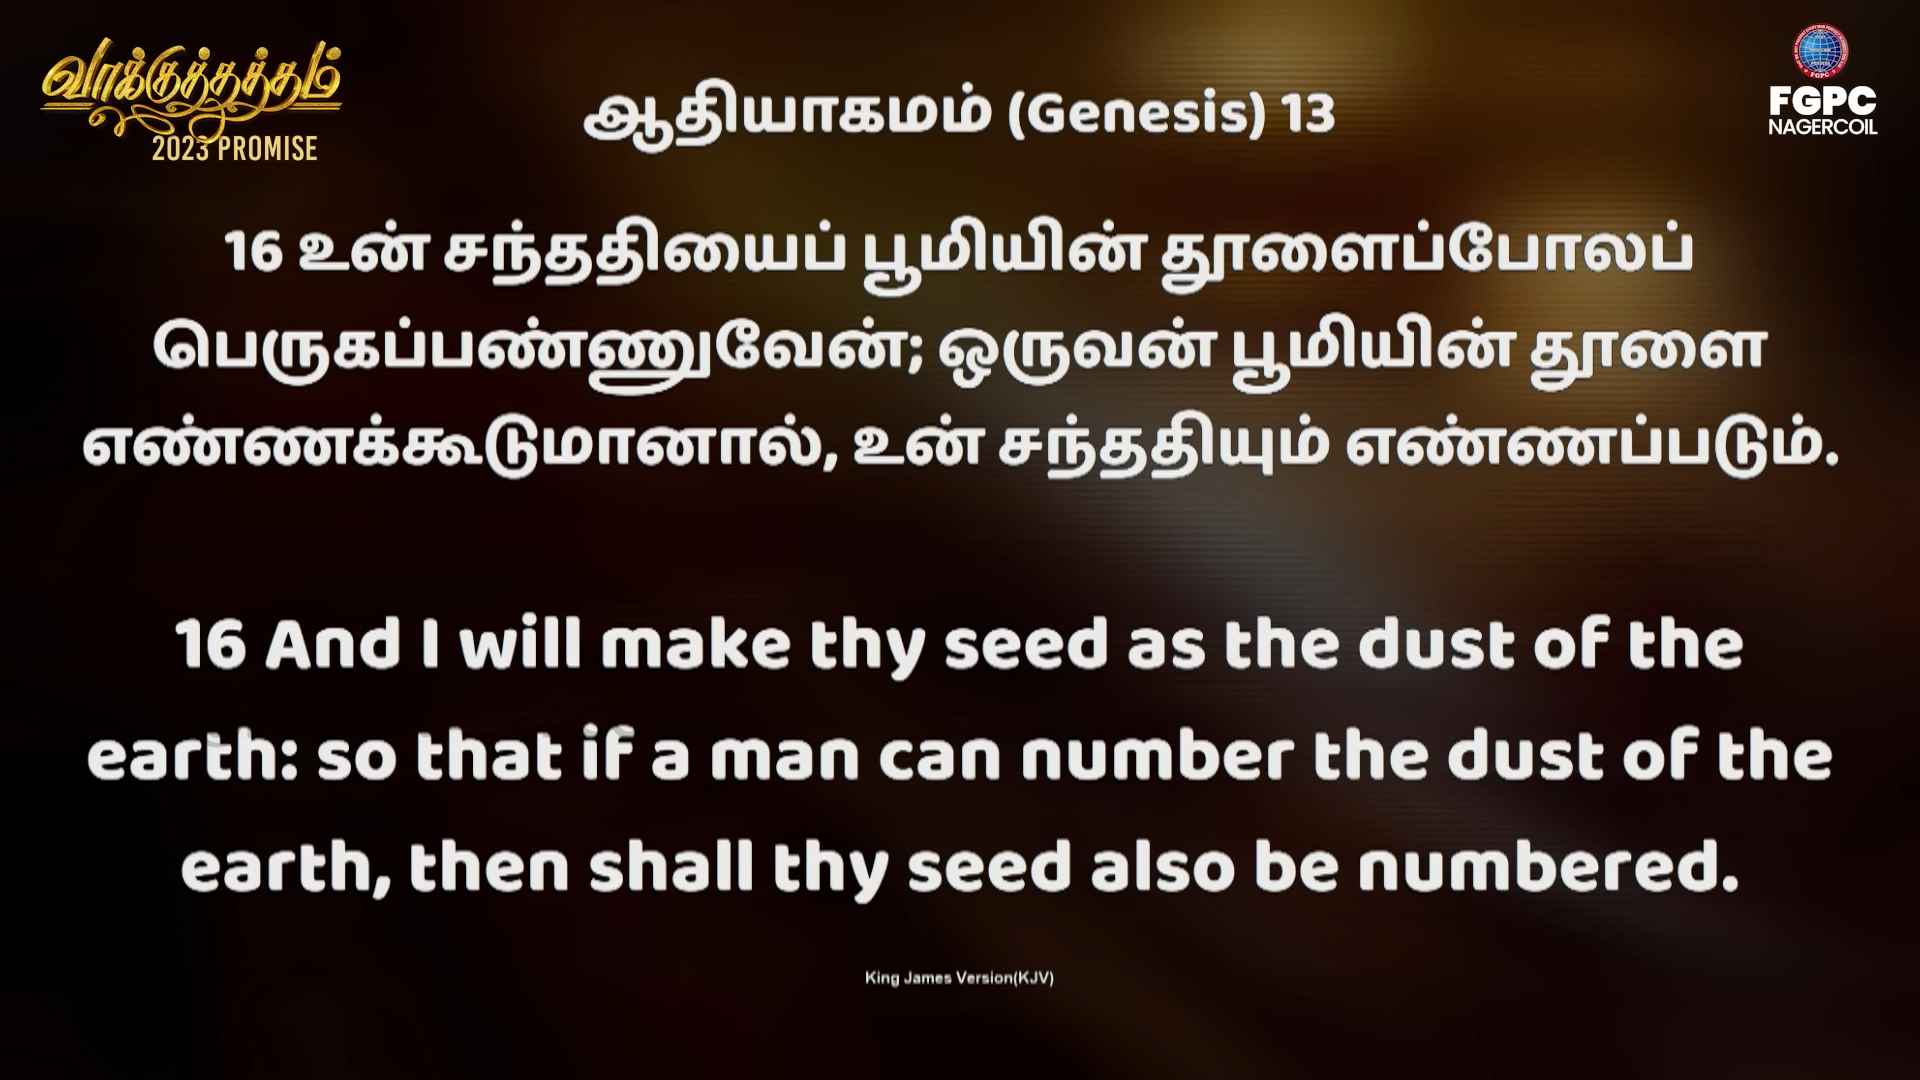 வாக்குத்தத்தம்
2023 PROMISE
FGPC
NAGERCOIL
ஆதியாகமம் (Genesis) 13
16 உன் சந்ததியைப் பூமியின் தூளைப்போலப்
பெருகப்பண்ணுவேன்; ஒருவன் பூமியின் தூளை
எண்ணக்கூடுமானால், உன் சந்ததியும் எண்ணப்படும்.
16 And I will make thy seed as the dust of the
earth: so that if a man can number the dust of the
earth, then shall thy seed also be numbered.
King James Version(KJV)